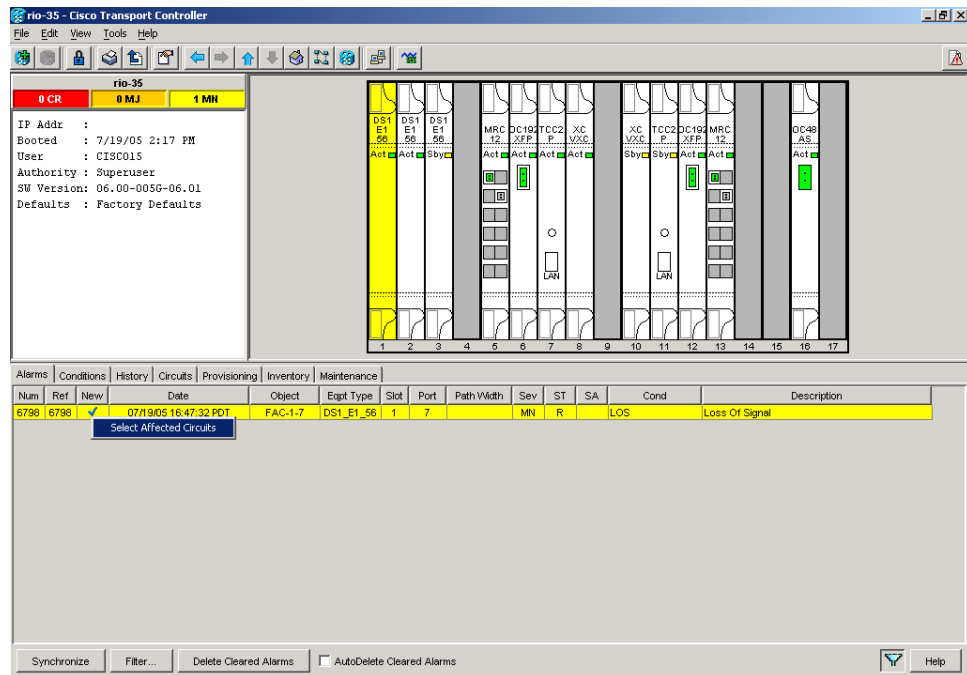 rio-35 - Cisco Transport Controller
File Edit View Tools Help
rio-35
0 CR 0 MJ 1 MN
IP Addr :
Booted : 7/19/05 2:17 PM
User : CISCO15
Authority : Superuser
SW Version: 06.00-005G-06.01
Defaults : Factory Defaults
DS1 DS1 DS1
E1 E1 E1 MRC OC192 TCC2 XC XC TCC2 OC192 MRC OC48
56 56 56 12 XFP P VXC VXC P XFP 12 AS
Act Act Sby Act Act Act Act Sby Sby Act Act Act
LAN LAN
1 2 3 4 5 6 7 8 9 10 11 12 13 14 15 16 17
Alarms Conditions History Circuits Provisioning Inventory Maintenance
Num Ref New Date Object Eqpt Type Slot Port Path Width Sev ST SA Cond Description
6798 6798 07/19/05 16:47:32 PDT FAC-1-7 DS1_E1_56 1 7 MN R LOS Loss Of Signal
Select Affected Circuits
Synchronize Filter... Delete Cleared Alarms AutoDelete Cleared Alarms Help